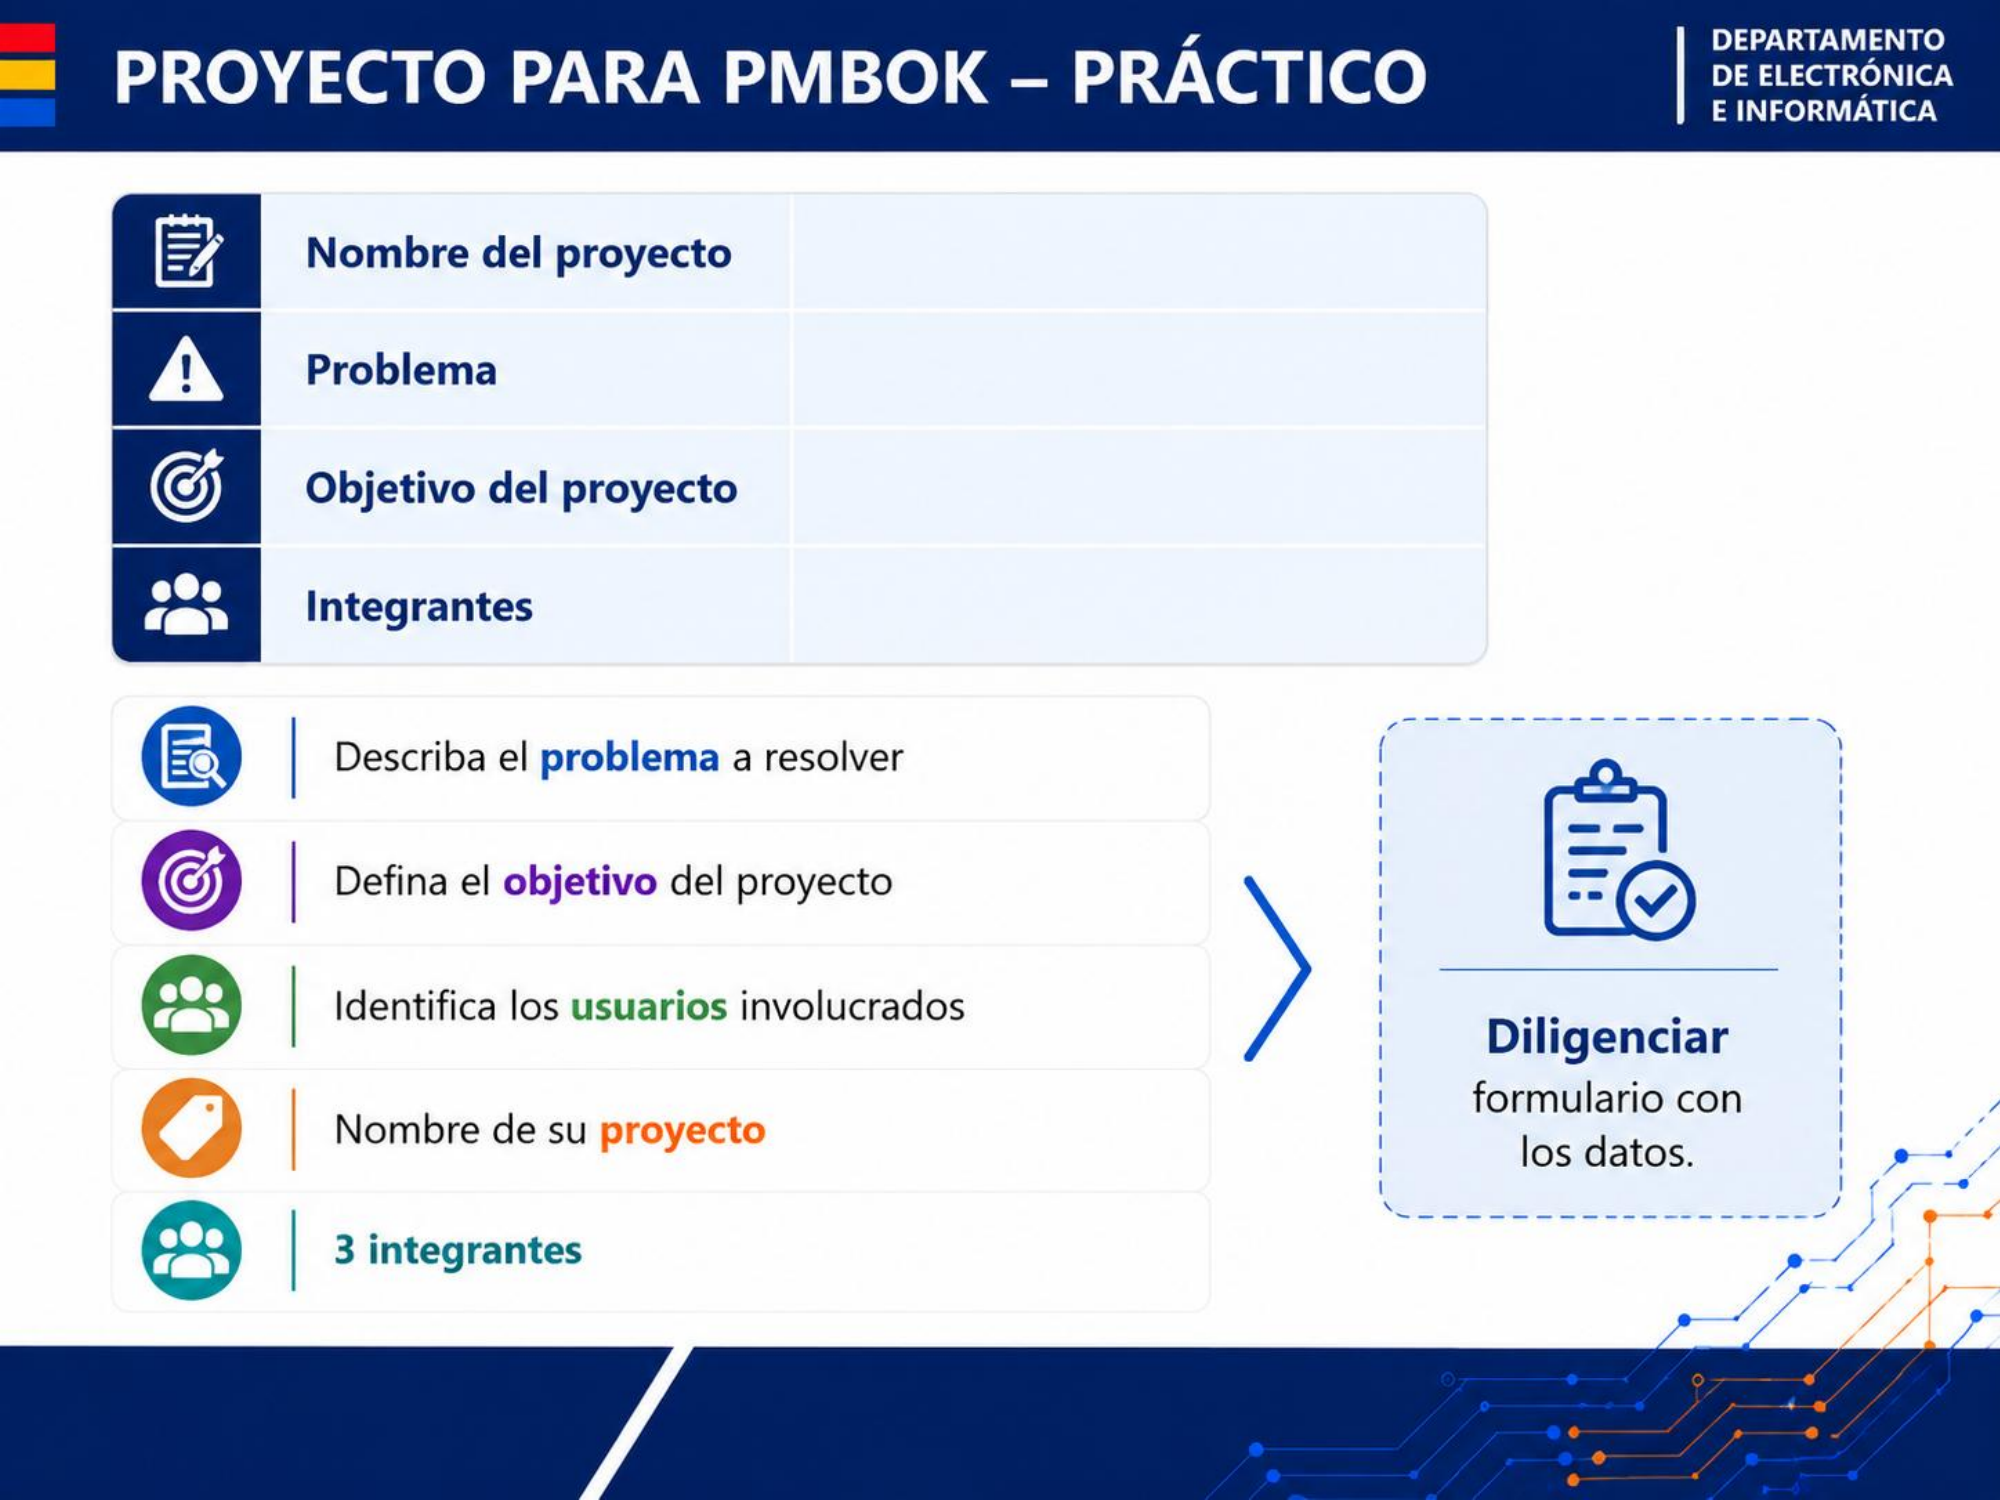 PROYECTO PARA PMBOK – PRÁCTICO
DEPARTAMENTO
DE ELECTRÓNICA
E INFORMÁTICA
Nombre del proyecto
Problema
Objetivo del proyecto
Integrantes
Describa el problema a resolver
Defina el objetivo del proyecto
Identifica los usuarios involucrados
Nombre de su proyecto
3 integrantes
Diligenciar
formulario con
los datos.